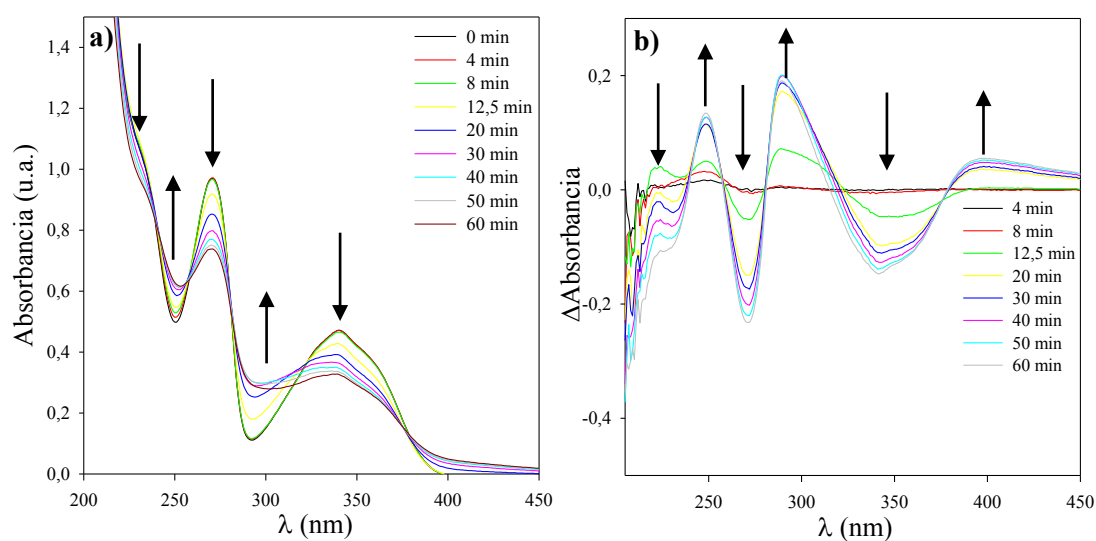 a)
0 min
4 min
8 min
12,5 min
20 min
30 min
40 min
50 min
60 min
1,4
1,2
1,0
0,8
0,6
0,4
0,2
0,0
Absorbancia (u.a.)
200 250 300 350 400 450
λ (nm)
b)
4 min
8 min
12,5 min
20 min
30 min
40 min
50 min
60 min
0,2
0,0
-0,2
-0,4
ΔAbsorbancia
250 300 350 400 450
λ (nm)